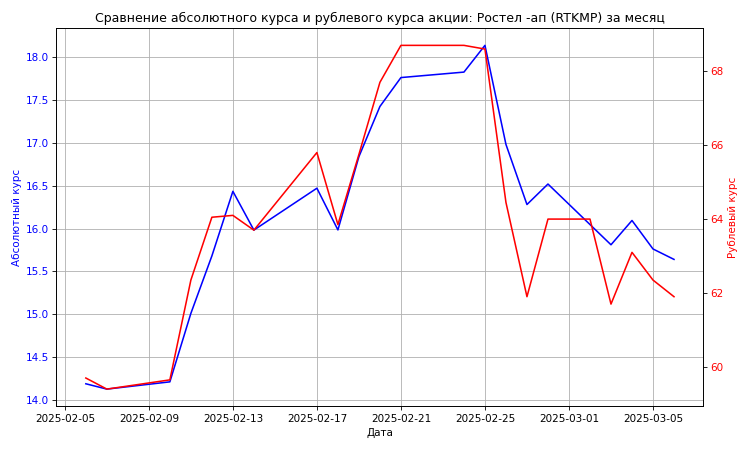 Сравнение абсолютного курса и рублевого курса акции: Ростел -ап (RTKMP) за месяц
18.0
17.5
17.0
16.5
16.0
15.5
15.0
14.5
14.0
Абсолютный курс
68
66
64
62
60
Рублевый курс
2025-02-05 2025-02-09 2025-02-13 2025-02-17 2025-02-21 2025-02-25 2025-03-01 2025-03-05
Дата